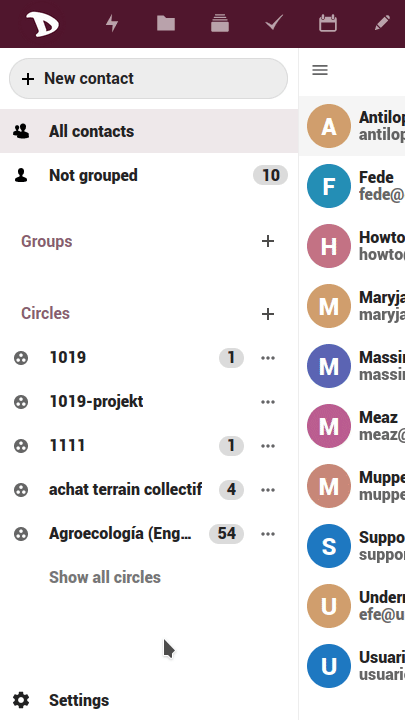 New contact
All contacts
Not grouped 10
Groups
Circles
1019 1
1019-projekt
1111 1
achat terrain collectif 4
Agroecología (Eng... 54
Show all circles
Settings
A
Antilop
antilop
F
Fede
fede@
H
Howto
howto
M
Maryja
maryja
M
Massim
massim
M
Meaz
meaz@
M
Muppe
muppe
S
Suppo
suppor
U
Under
efe@u
U
Usuari
usuari